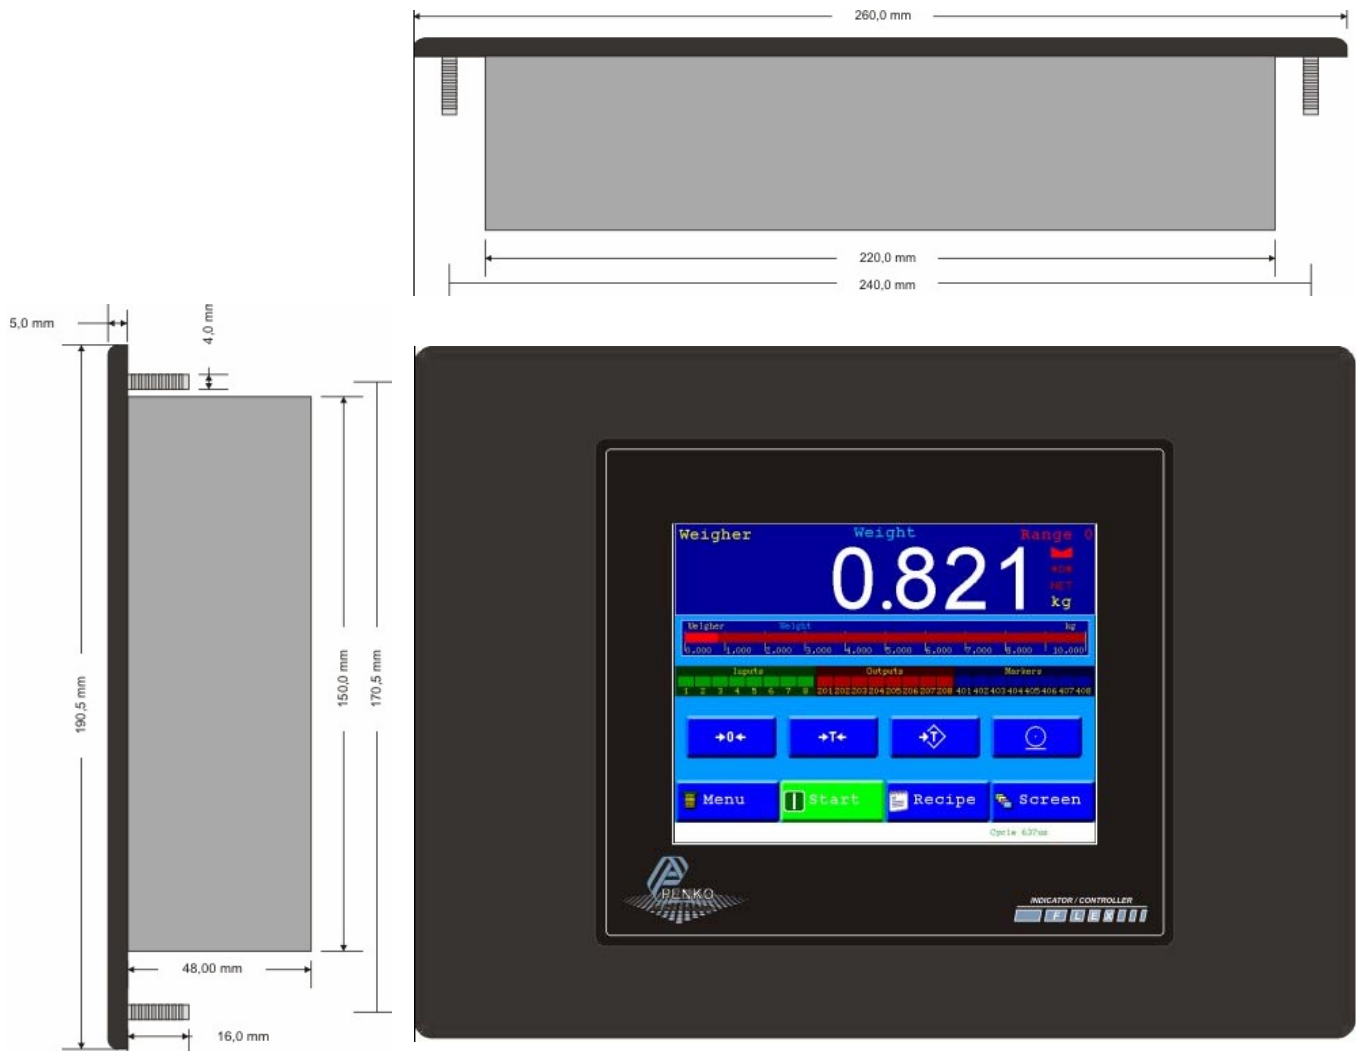 260,0 mm
220,0 mm
240,0 mm
5,0 mm
4,0 mm
190,5 mm
150,0 mm
170,5 mm
48,00 mm
16,0 mm
Weigher Weight Range 0
0.821
NET
kg
Weigher Weight kg
0.000 1.000 2.000 3.000 4.000 5.000 6.000 7.000 8.000 10.000
Inputs Outputs Markers
1 2 3 4 5 6 7 8 201 202 203 204 205 206 207 208 401 402 403 404 405 406 407 408
→0← →T← →T
Menu Start Recipe Screen
Cycle 637us
PENKO
INDICATOR / CONTROLLER
FLEX